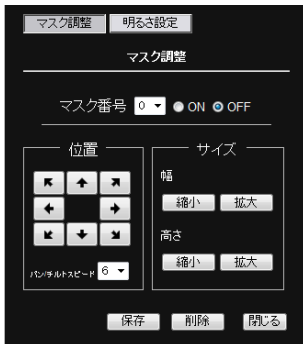 マスク調整 明るさ設定
マスク調整
マスク番号 0 ON OFF
位置
サイズ
幅
縮小 拡大
高さ
縮小 拡大
パン/チルトスピード 6
保存 削除 閉じる